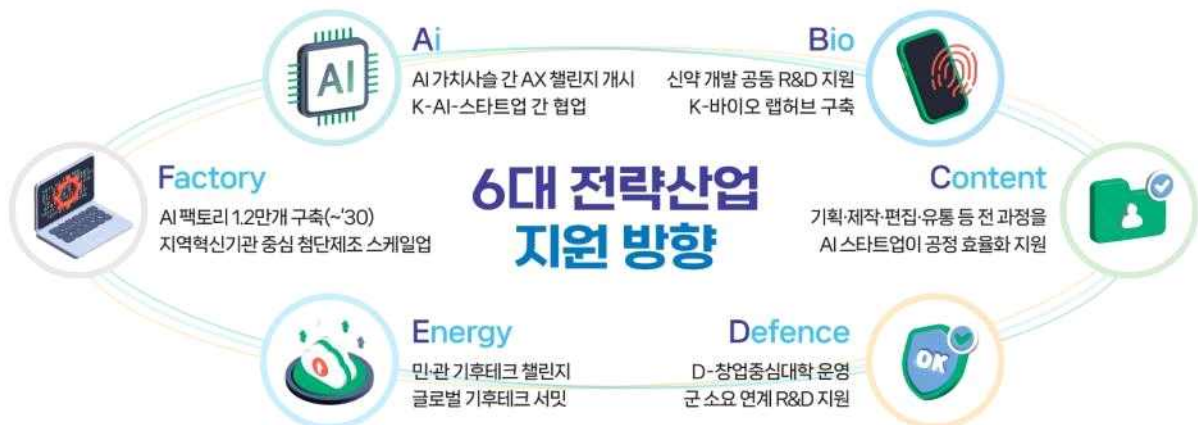 AI
Ai
AI 가치사슬 간 AX 챌린지 개시
K-AI-스타트업 간 협업
Bio
신약 개발 공동 R&D 지원
K-바이오 랩허브 구축
Factory
AI 팩토리 1.2만개 구축(~'30)
지역혁신기관 중심 첨단제조 스케일업
6대 전략산업
지원 방향
Content
기획·제작·편집·유통 등 전 과정을
AI 스타트업이 공정 효율화 지원
Energy
민·관 기후테크 챌린지
글로벌 기후테크 서밋
Defence
D-창업중심대학 운영
군 소요 연계 R&D 지원
OK